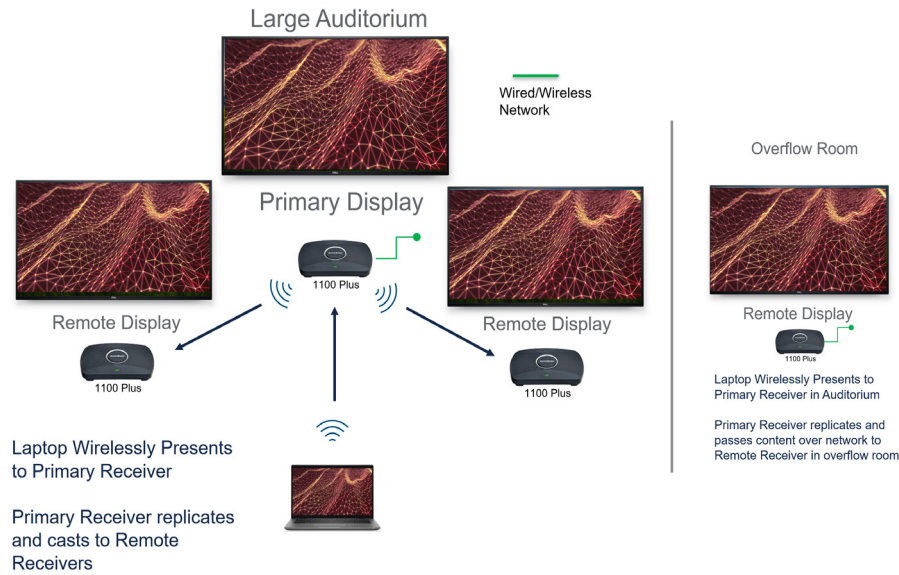 Large Auditorium
Wired/Wireless
Network
Overflow Room
Primary Display
1100 Plus
Remote Display
1100 Plus
Remote Display
1100 Plus
Remote Display
1100 Plus
Laptop Wirelessly Presents
to Primary Receiver
Primary Receiver replicates
and casts to Remote
Receivers
Laptop Wirelessly Presents to
Primary Receiver in Auditorium
Primary Receiver replicates and
passes content over network to
Remote Receiver in overflow room